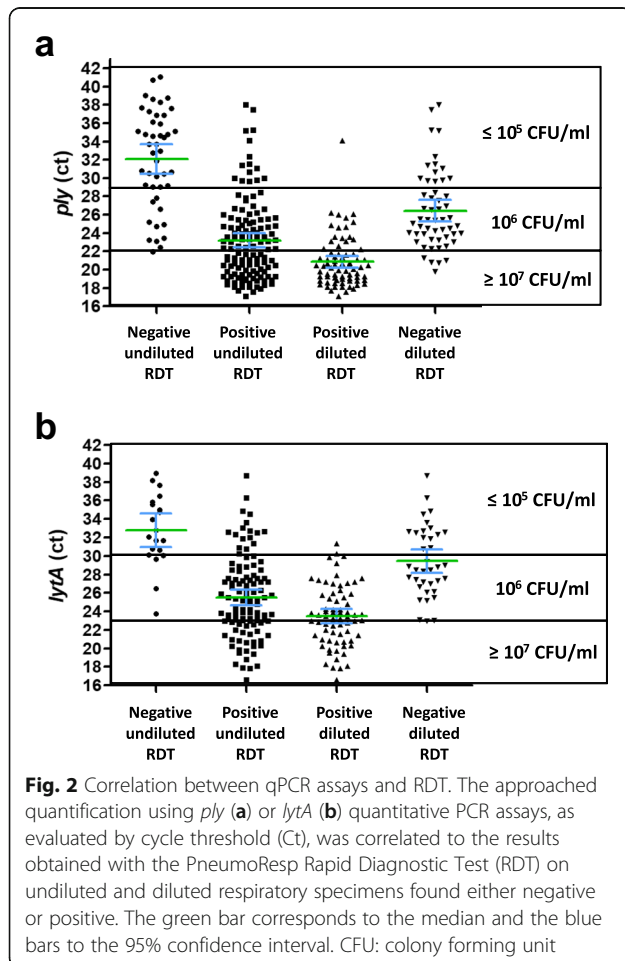 a
42
40
38
36
34
32
30
28
26
24
22
20
18
16
ply (ct)
≤ 10⁵ CFU/ml
10⁶ CFU/ml
≥ 10⁷ CFU/ml
Negative undiluted RDT
Positive undiluted RDT
Positive diluted RDT
Negative diluted RDT
b
42
40
38
36
34
32
30
28
26
24
22
20
18
16
lytA (ct)
≤ 10⁵ CFU/ml
10⁶ CFU/ml
≥ 10⁷ CFU/ml
Negative undiluted RDT
Positive undiluted RDT
Positive diluted RDT
Negative diluted RDT
Fig. 2 Correlation between qPCR assays and RDT. The approached
quantification using ply (a) or lytA (b) quantitative PCR assays, as
evaluated by cycle threshold (Ct), was correlated to the results
obtained with the PneumoResp Rapid Diagnostic Test (RDT) on
undiluted and diluted respiratory specimens found either negative
or positive. The green bar corresponds to the median and the blue
bars to the 95% confidence interval. CFU: colony forming unit